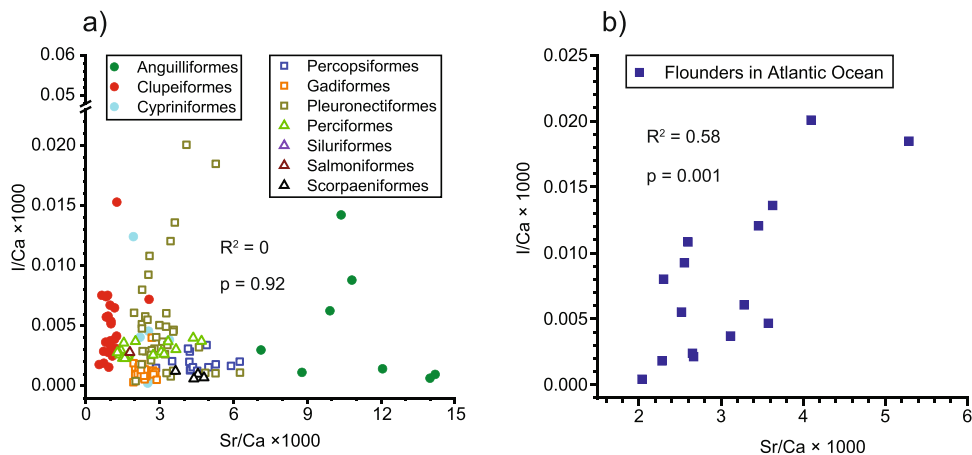 a)
0.06
0.05
0.020
0.015
0.010
0.005
0.000
I/Ca ×1000
Anguilliformes
Clupeiformes
Cypriniformes
Percopsiformes
Gadiformes
Pleuronectiformes
Perciformes
Siluriformes
Salmoniformes
Scorpaeniformes
R² = 0
p = 0.92
0 3 6 9 12 15
Sr/Ca ×1000
b)
0.025
0.020
0.015
0.010
0.005
0.000
I/Ca × 1000
Flounders in Atlantic Ocean
R² = 0.58
p = 0.001
2 3 4 5 6
Sr/Ca × 1000